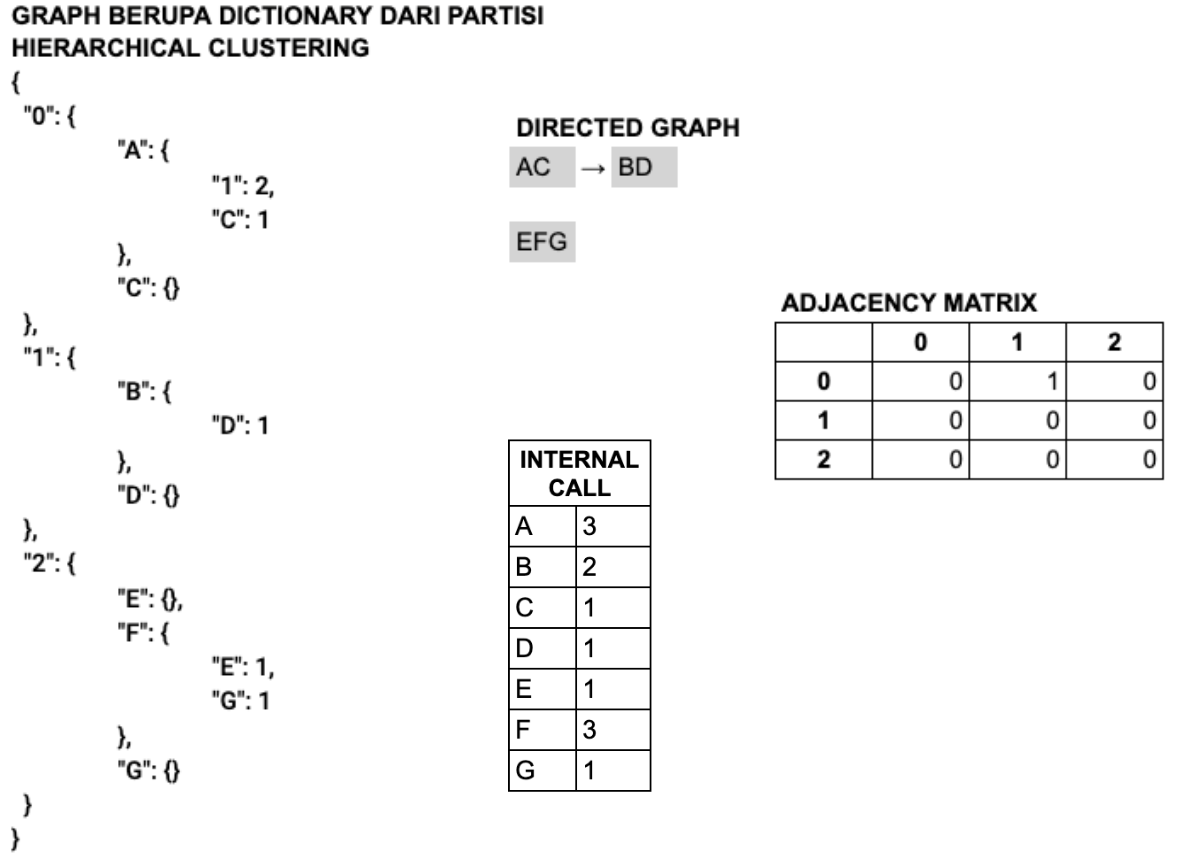 GRAPH BERUPA DICTIONARY DARI PARTISI
HIERARCHICAL CLUSTERING
{
"0": {
"A": {
"1": 2,
"C": 1
},
"C": {}
},
"1": {
"B": {
"D": 1
},
"D": {}
},
"2": {
"E": {},
"F": {
"E": 1,
"G": 1
},
"G": {}
}
}
DIRECTED GRAPH
AC → BD
EFG
INTERNAL
CALL
A 3
B 2
C 1
D 1
E 1
F 3
G 1
ADJACENCY MATRIX
0 1 2
0 0 1 0
1 0 0 0
2 0 0 0